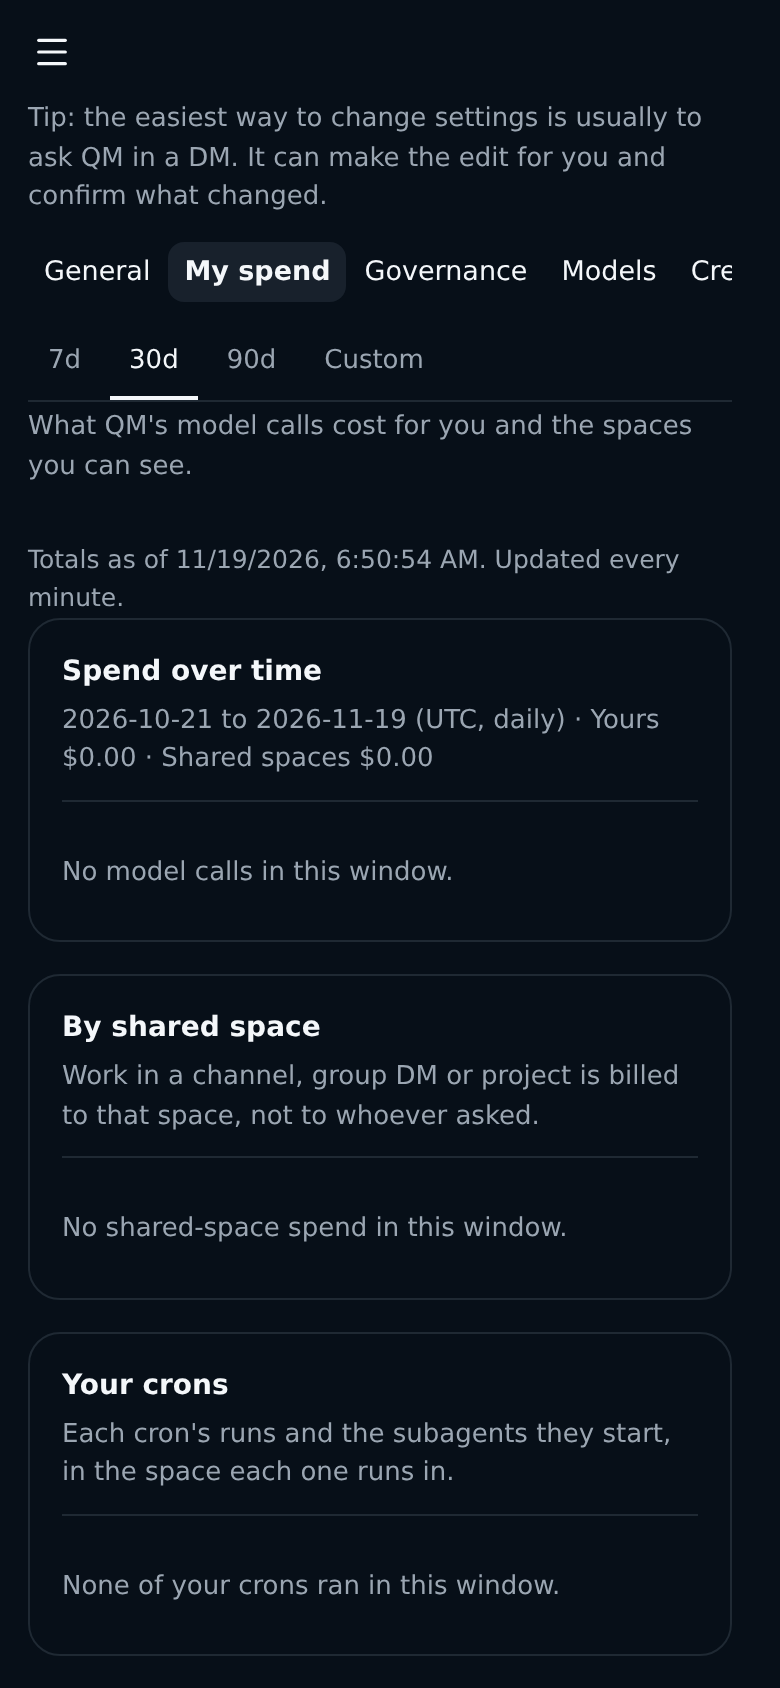 Tip: the easiest way to change settings is usually to
ask QM in a DM. It can make the edit for you and
confirm what changed.
General My spend Governance Models Cre
7d 30d 90d Custom
What QM's model calls cost for you and the spaces
you can see.
Totals as of 11/19/2026, 6:50:54 AM. Updated every
minute.
Spend over time
2026-10-21 to 2026-11-19 (UTC, daily) · Yours
$0.00 · Shared spaces $0.00
No model calls in this window.
By shared space
Work in a channel, group DM or project is billed
to that space, not to whoever asked.
No shared-space spend in this window.
Your crons
Each cron's runs and the subagents they start,
in the space each one runs in.
None of your crons ran in this window.